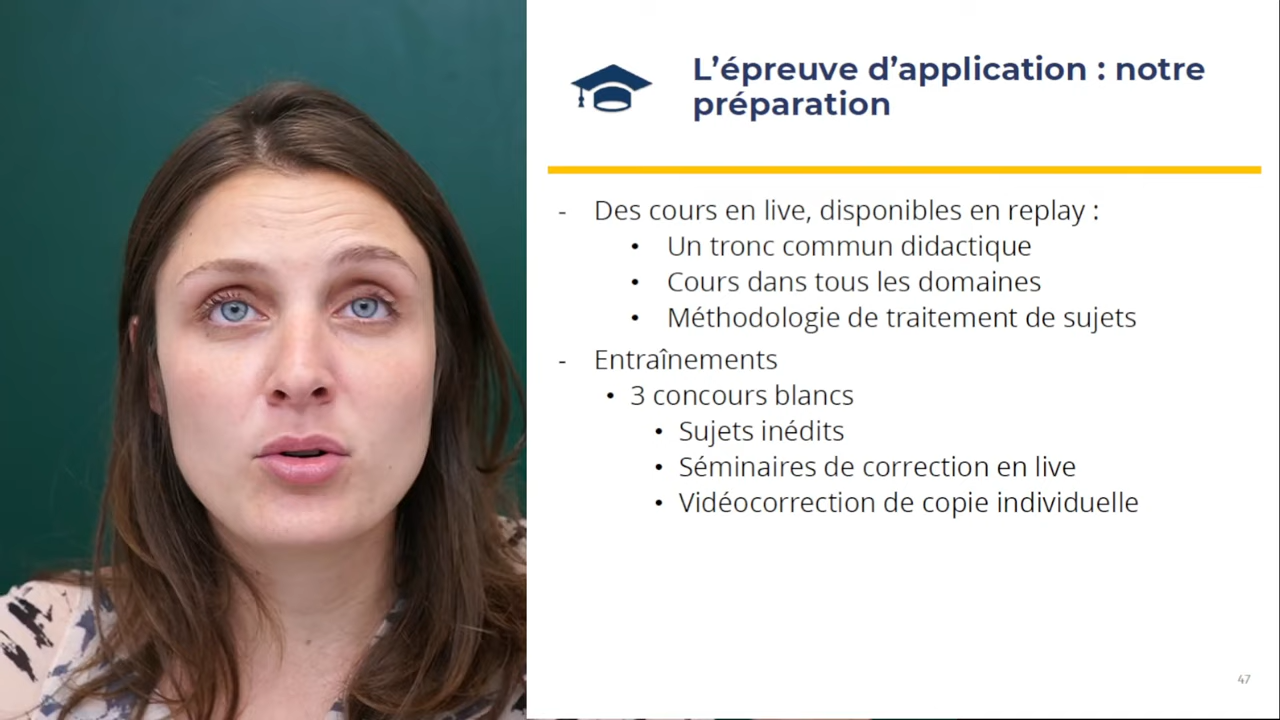 L’épreuve d’application : notre
préparation
- Des cours en live, disponibles en replay :
• Un tronc commun didactique
• Cours dans tous les domaines
• Méthodologie de traitement de sujets
- Entraînements
• 3 concours blancs
• Sujets inédits
• Séminaires de correction en live
• Vidéocorrection de copie individuelle
47